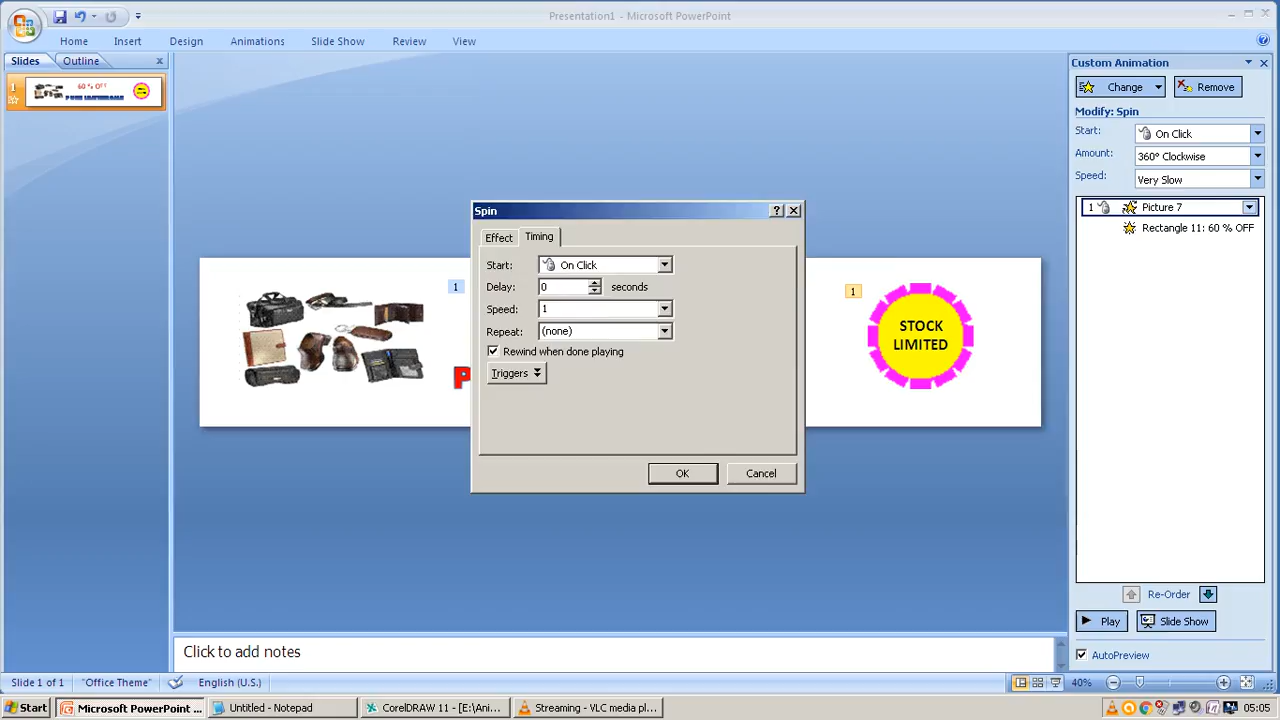 Presentation1 - Microsoft PowerPoint
Home Insert Design Animations Slide Show Review View
Slides Outline
1
60 % OFF
Custom Animation
Change Remove
Modify: Spin
Start: On Click
Amount: 360° Clockwise
Speed: Very Slow
1 Picture 7
Rectangle 11: 60 % OFF
Spin
Effect Timing
Start: On Click
Delay: 0 seconds
Speed: 1
Repeat: (none)
Rewind when done playing
Triggers
OK Cancel
1
P
1
STOCK
LIMITED
Re-Order
Play Slide Show
AutoPreview
Click to add notes
Slide 1 of 1 "Office Theme" English (U.S.) 40%
Start Microsoft PowerPoint ... Untitled - Notepad CorelDRAW 11 - [E:\Ani... Streaming - VLC media pl... 05:05